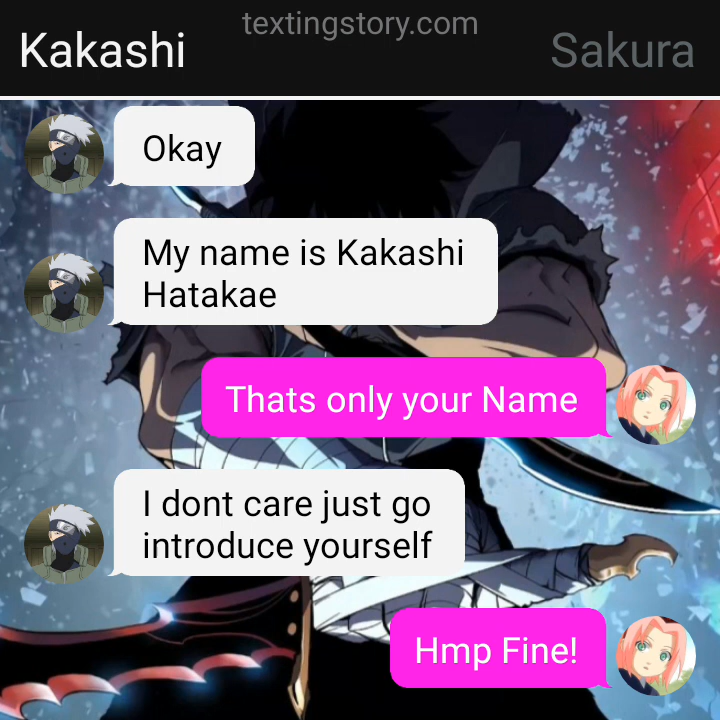 textingstory.com
Kakashi
Sakura
Okay
My name is Kakashi
Hatakae
Thats only your Name
I dont care just go
introduce yourself
Hmp Fine!